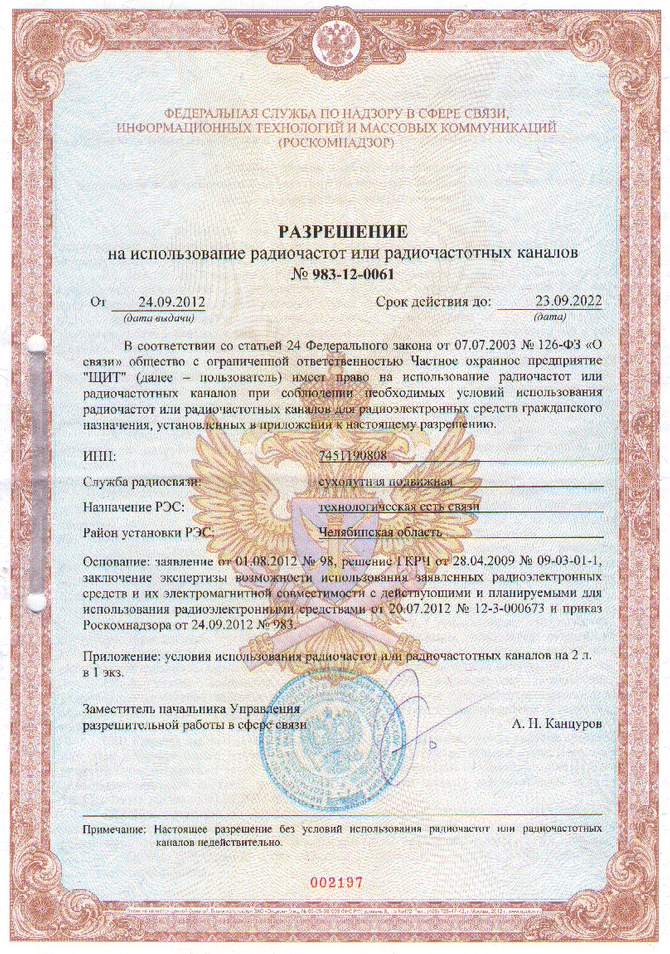 ФЕДЕРАЛЬНАЯ СЛУЖБА ПО НАДЗОРУ В СФЕРЕ СВЯЗИ,
ИНФОРМАЦИОННЫХ ТЕХНОЛОГИЙ И МАССОВЫХ КОММУНИКАЦИЙ
(РОСКОМНАДЗОР)
РАЗРЕШЕНИЕ
на использование радиочастот или радиочастотных каналов
№ 983-12-0061
От 24.09.2012 Срок действия до: 23.09.2022
(дата выдачи) (дата)
В соответствии со статьей 24 Федерального закона от 07.07.2003 № 126-ФЗ «О
связи» общество с ограниченной ответственностью Частное охранное предприятие
"ЩИТ" (далее – пользователь) имеет право на использование радиочастот или
радиочастотных каналов при соблюдении необходимых условий использования
радиочастот или радиочастотных каналов для радиоэлектронных средств гражданского
назначения, установленных в приложении к настоящему разрешению.
ИНН: 7451190808
Служба радиосвязи: сухопутная подвижная
Назначение РЭС: технологическая сеть связи
Район установки РЭС: Челябинская область
Основание: заявление от 01.08.2012 № 98, решение ГКРЧ от 28.04.2009 № 09-03-01-1,
заключение экспертизы возможности использования заявленных радиоэлектронных
средств и их электромагнитной совместимости с действующими и планируемыми для
использования радиоэлектронными средствами от 20.07.2012 № 12-3-000673 и приказ
Роскомнадзора от 24.09.2012 № 983.
Приложение: условия использования радиочастот или радиочастотных каналов на 2 л.
в 1 экз.
Заместитель начальника Управления
разрешительной работы в сфере связи А. Н. Канцуров
Примечание: Настоящее разрешение без условий использования радиочастот или радиочастотных
каналов недействительно.
002197